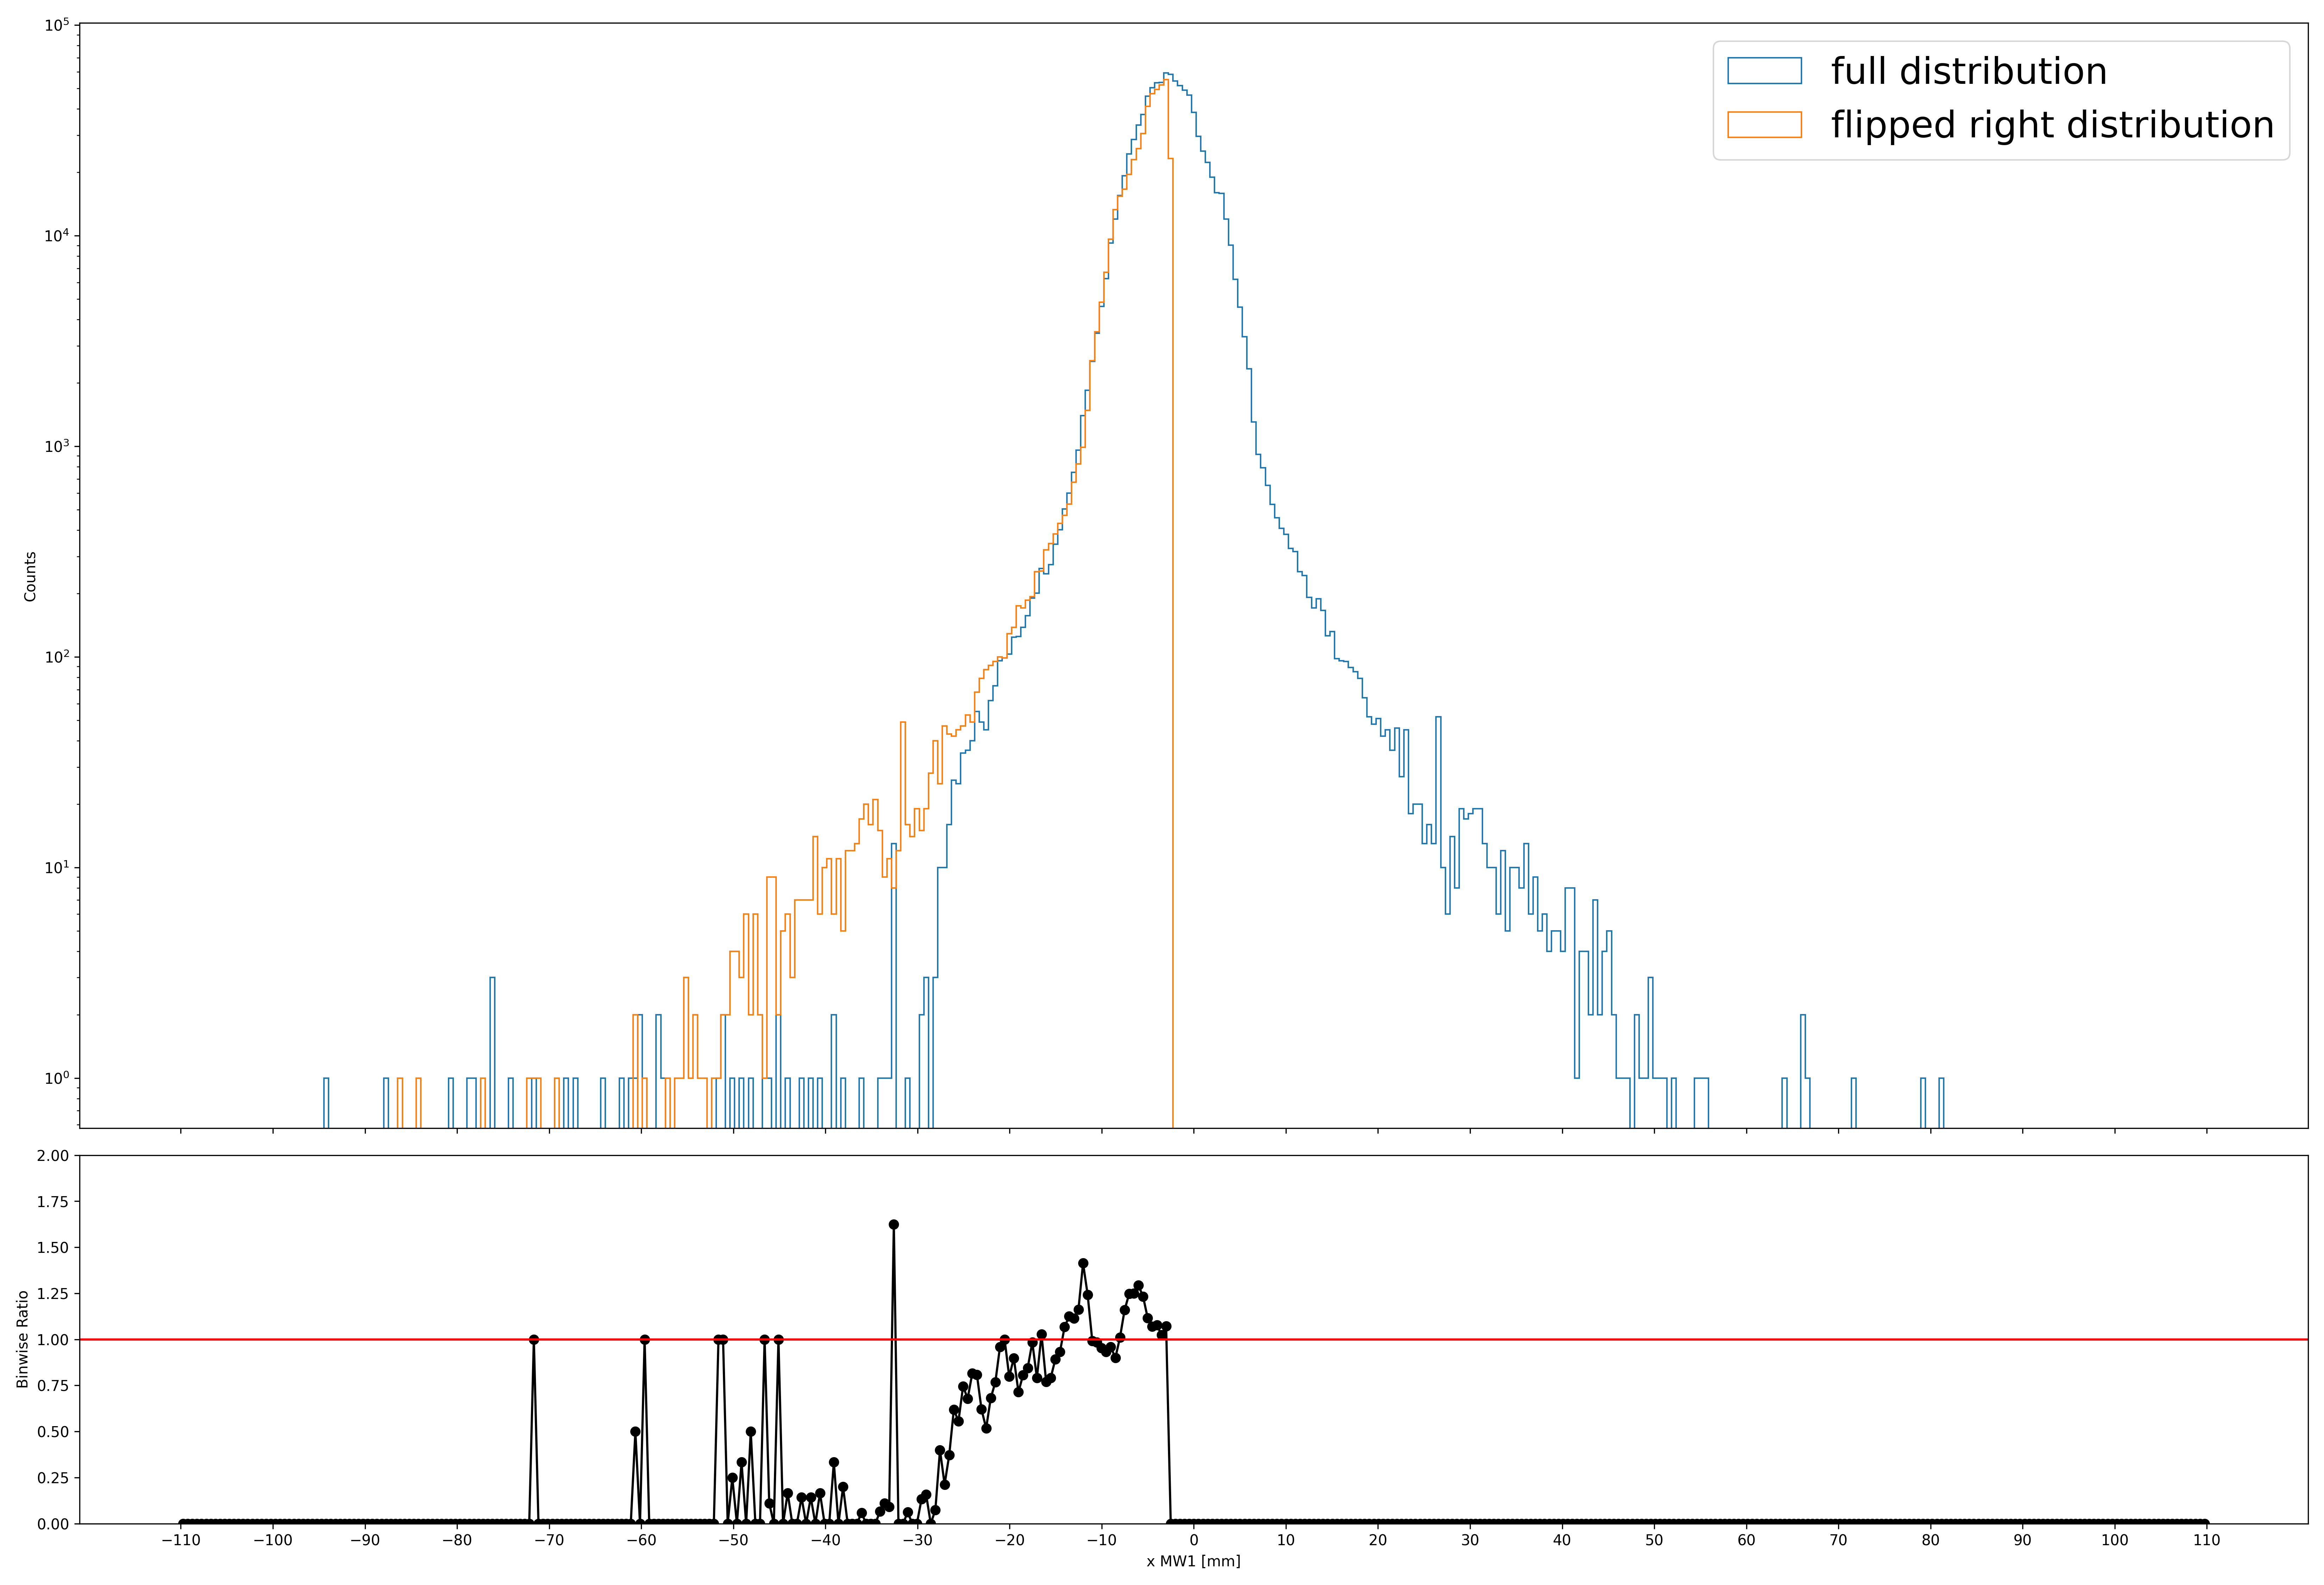 10⁵
full distribution
flipped right distribution
10⁴
10³
Counts
10²
10¹
10⁰
2.00
1.75
1.50
1.25
1.00
0.75
0.50
0.25
0.00
Binwise Ratio
−110 −100 −90 −80 −70 −60 −50 −40 −30 −20 −10 0 10 20 30 40 50 60 70 80 90 100 110
x MW1 [mm]